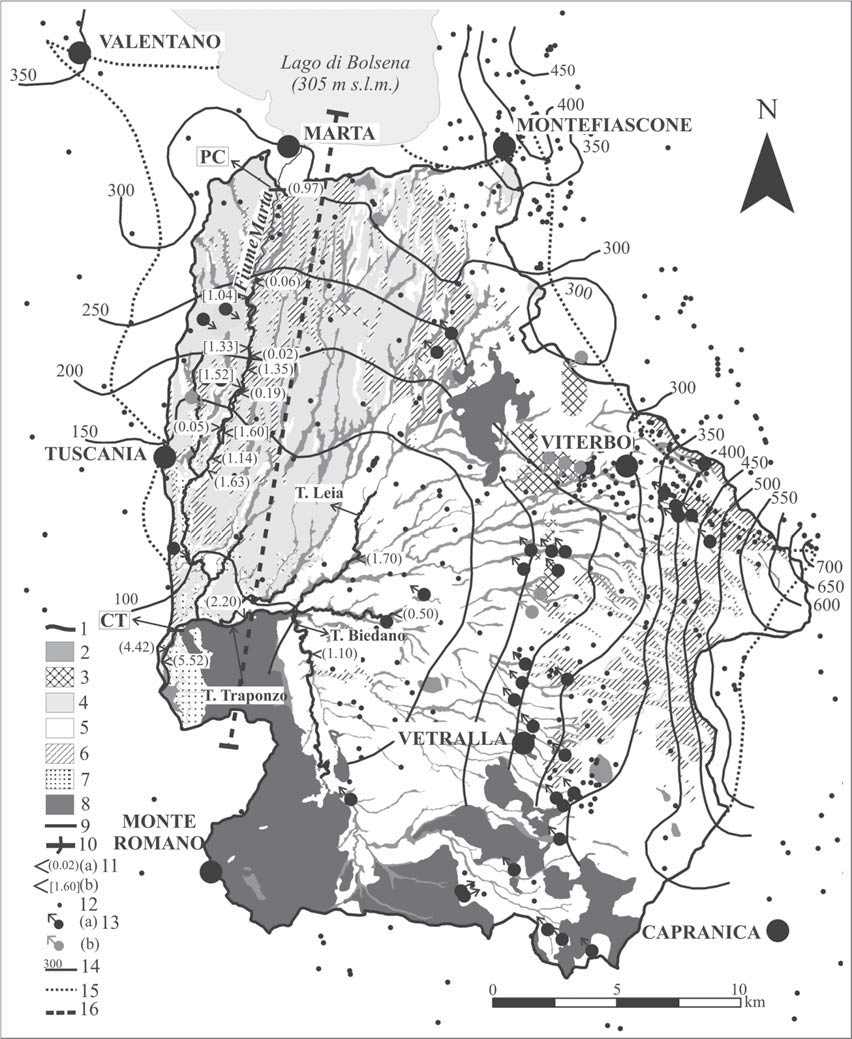 VALENTANO
Lago di Bolsena
(305 m s.l.m.)
350
450
400
350
MARTA
MONTEFIASCONE
N
PC
(0.97)
300
Fiume Marta
300
300
(0.06)
[1.04]
250
[1.33]
(0.02)
(1.35)
200
[1.52]
(0.19)
300
150
(0.05)
[1.60]
VITERBO
350
400
450
500
550
TUSCANIA
(1.14)
(1.63)
T. Leia
(1.70)
700
650
600
100
(2.20)
(0.50)
CT
T. Biedano
(4.42)
(5.52)
(1.10)
T. Traponzo
VETRALLA
MONTE
ROMANO
CAPRANICA
1
2
3
4
5
6
7
8
9
10
(0.02) (a) 11
[1.60] (b)
12
(a) 13
(b)
300 14
15
16
0 5 10
km